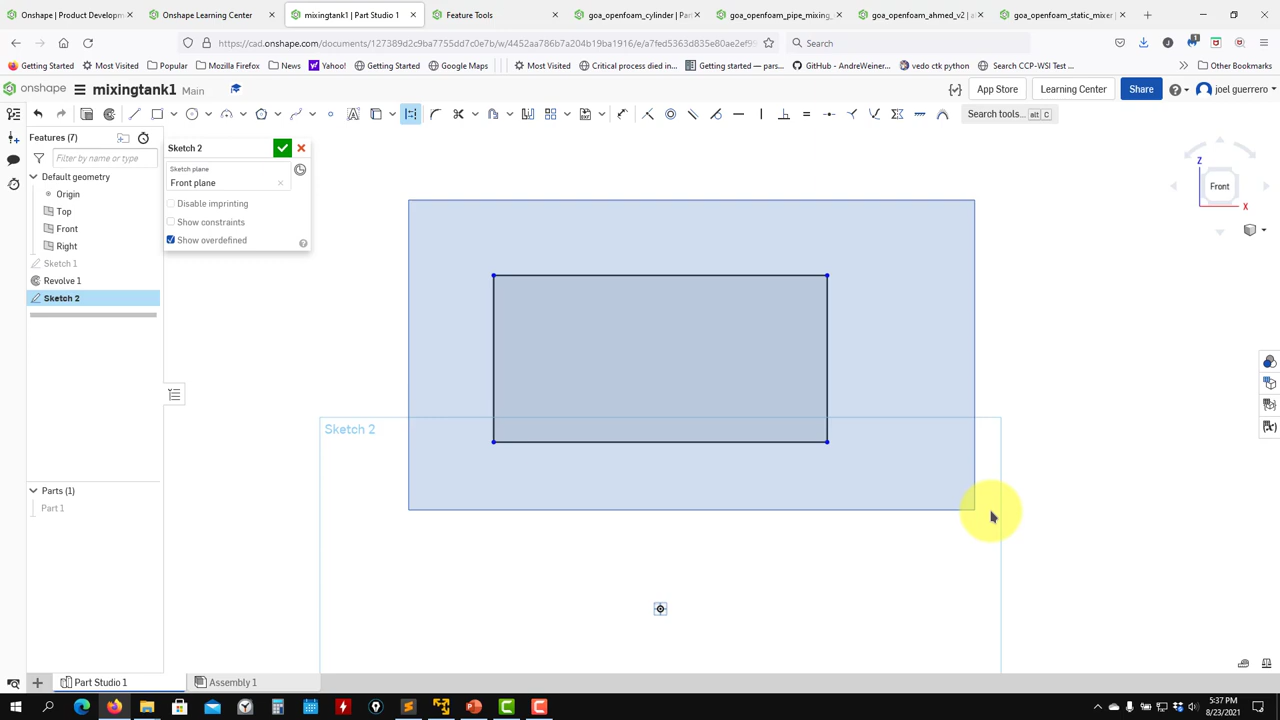 Onshape | Product Developm
Onshape Learning Center
mixingtank1 | Part Studio 1
Feature Tools
goa_openfoam_cylinder | Part
goa_openfoam_pipe_mixing_
goa_openfoam_ahmed_v2 | a
goa_openfoam_static_mixer |
Search
Getting Started
Most Visited
Popular
Mozilla Firefox
News
Yahoo!
Getting Started
Google Maps
Most Visited
Critical process died in...
Getting started — pars...
GitHub - AndreWeiner...
vedo ctk python
Search CCP-WSI Test ...
Other Bookmarks
onshape
mixingtank1 Main
App Store
Learning Center
Share
joel guerrero
Search tools... alt C
Features (7)
Filter by name or type
Default geometry
Origin
Top
Front
Right
Sketch 1
Revolve 1
Sketch 2
Sketch 2
Sketch plane
Front plane
Disable imprinting
Show constraints
Show overdefined
Z
Front
X
Sketch 2
Parts (1)
Part 1
Part Studio 1
Assembly 1
5:37 PM
8/23/2021